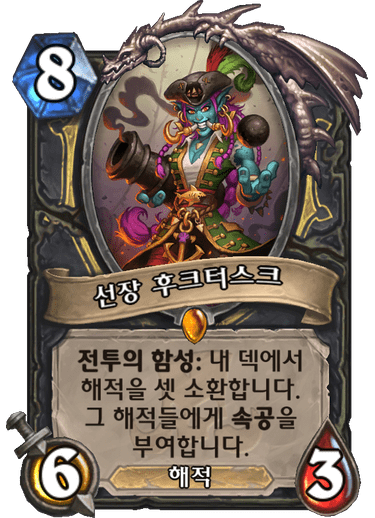 8
선장 후크터스크
전투의 함성: 내 덱에서
해적을 셋 소환합니다.
그 해적들에게 속공을
부여합니다.
6
해적
3